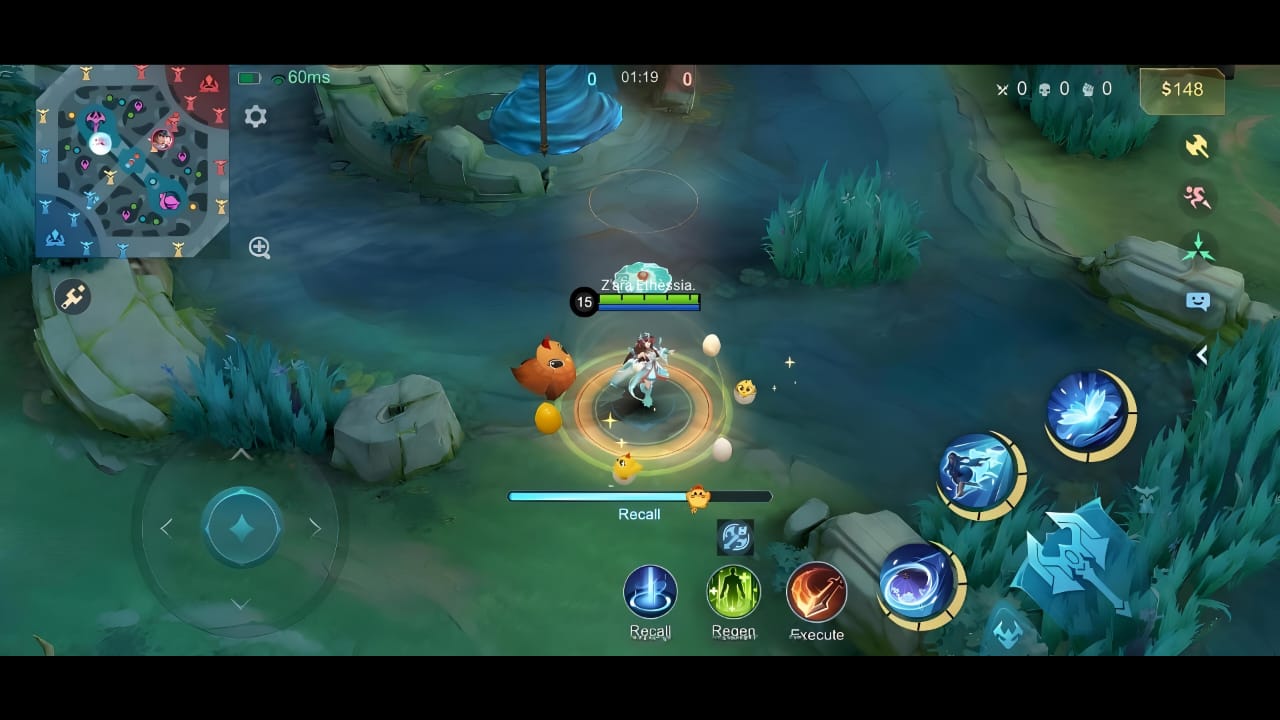 60ms
0 01:19 0
0 0 0
$148
Z'ara Ethessia.
15
Recall
Recall Regen Execute